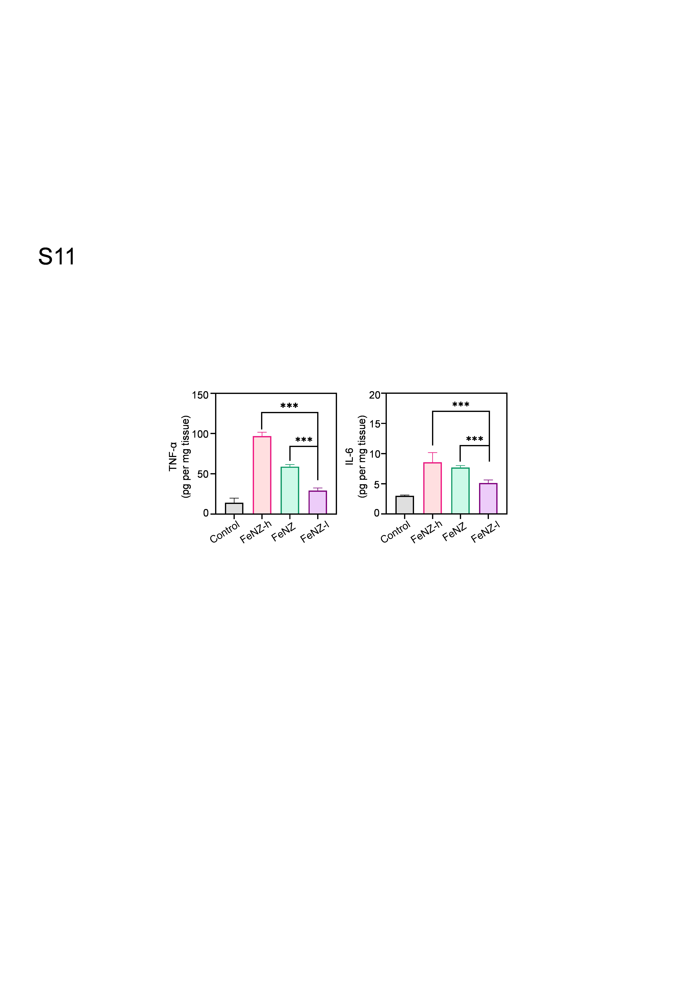 S11
TNF-α
(pg per mg tissue)
150
100
50
0
***
***
Control
FeNZ-h
FeNZ
FeNZ-l
IL-6
(pg per mg tissue)
20
15
10
5
0
***
***
Control
FeNZ-h
FeNZ
FeNZ-l